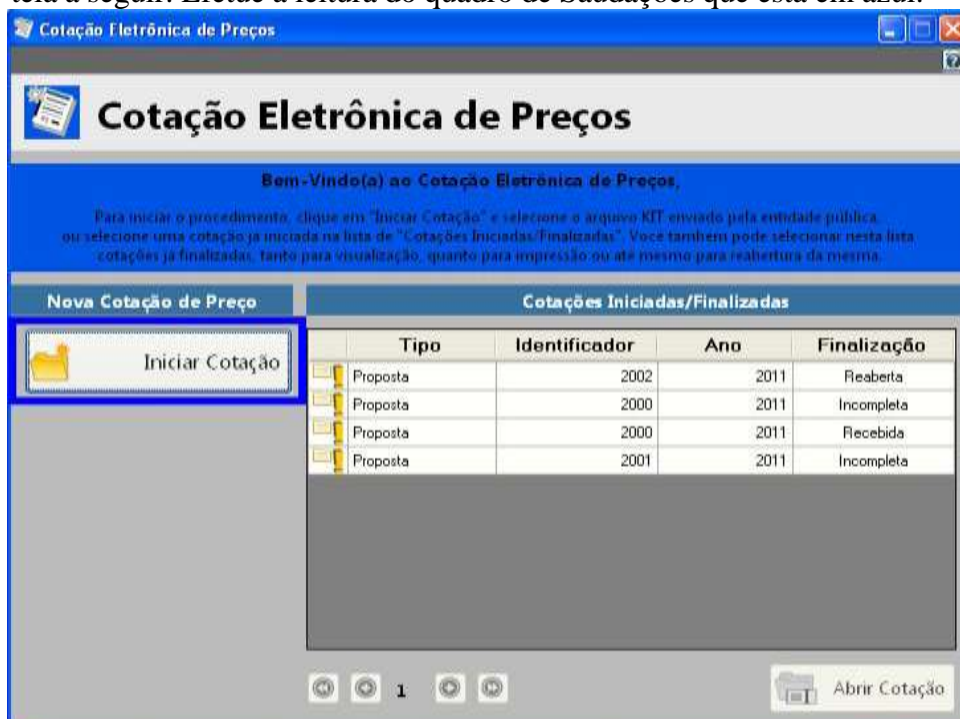 tela a seguir. Efetue a leitura do quadro de Saudações que está em azul.
Cotação Eletrônica de Preços
Cotação Eletrônica de Preços
Bem-Vindo(a) ao Cotação Eletrônica de Preços,
Para iniciar o procedimento, clique em "Iniciar Cotação" e selecione o arquivo KIT enviado pela entidade pública,
ou selecione uma cotação já iniciada na lista de "Cotações Iniciadas/Finalizadas". Você também pode selecionar nesta lista
cotações já finalizadas, tanto para visualização, quanto para impressão ou até mesmo para reabertura da mesma.
Nova Cotação de Preço
Cotações Iniciadas/Finalizadas
Iniciar Cotação
Tipo Identificador Ano Finalização
Proposta 2002 2011 Reaberta
Proposta 2000 2011 Incompleta
Proposta 2000 2011 Recebida
Proposta 2001 2011 Incompleta
1
Abrir Cotação